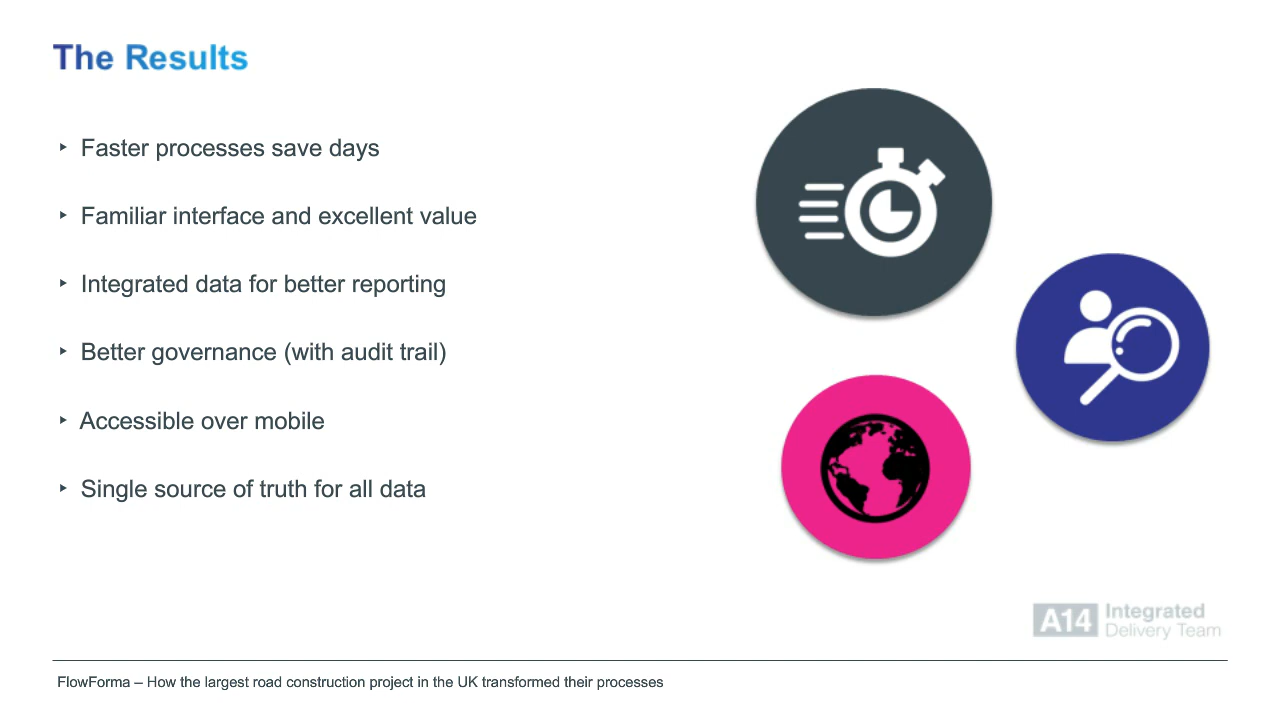 The Results
‣ Faster processes save days
‣ Familiar interface and excellent value
‣ Integrated data for better reporting
‣ Better governance (with audit trail)
‣ Accessible over mobile
‣ Single source of truth for all data
A14 Integrated
Delivery Team
FlowForma – How the largest road construction project in the UK transformed their processes